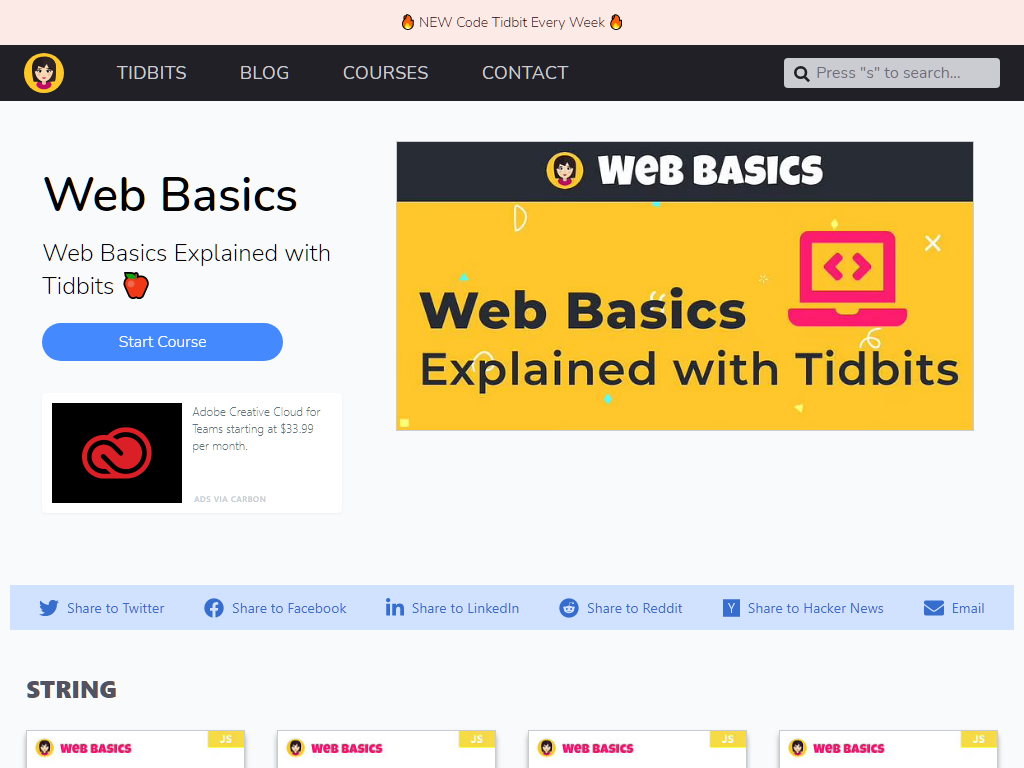 🔥 NEW Code Tidbit Every Week 🔥
TIDBITS BLOG COURSES CONTACT Press "s" to search...
Web Basics
Web Basics Explained with
Tidbits 🍎
Start Course
Adobe Creative Cloud for
Teams starting at $33.99
per month.
ADS VIA CARBON
WeB BASICS
Web Basics
Explained with Tidbits
Share to Twitter Share to Facebook Share to LinkedIn Share to Reddit Share to Hacker News Email
STRING
WeB BASICS JS
WeB BASICS JS
WeB BASICS JS
WeB BASICS JS